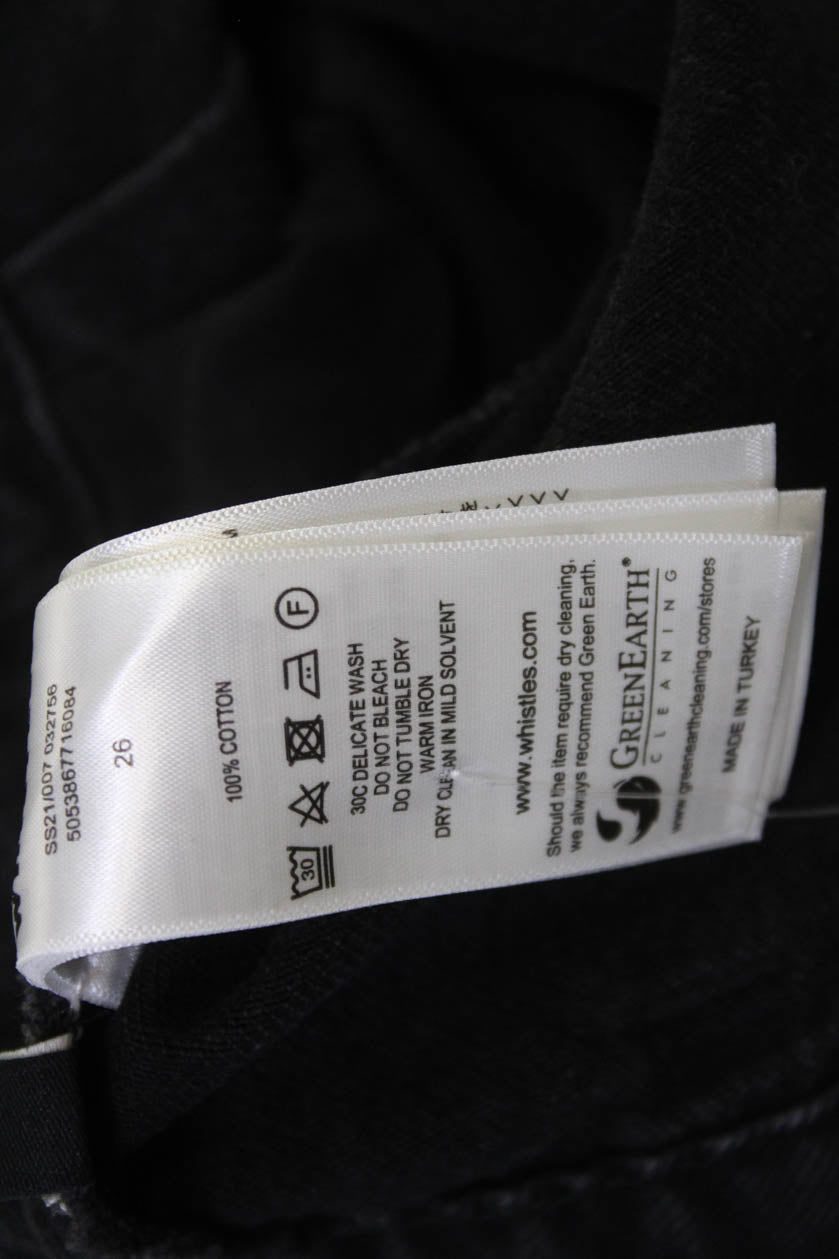 SS21/007 032756
5053867716084
26
100% COTTON
30
F
30C DELICATE WASH
DO NOT BLEACH
DO NOT TUMBLE DRY
WARM IRON
DRY CLEAN IN MILD SOLVENT
www.whistles.com
Should the item require dry cleaning,
we always recommend Green Earth.
GREENEARTH®
CLEANING
www.greenearthcleaning.com/stores
MADE IN TURKEY